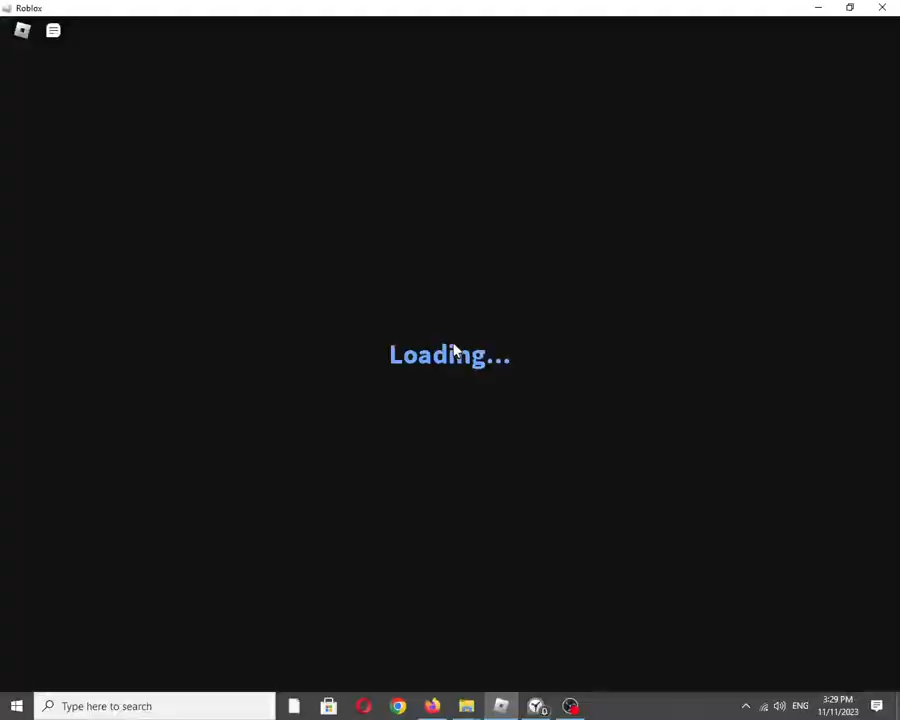 Roblox
Loading...
Type here to search
ENG
3:29 PM
11/11/2023